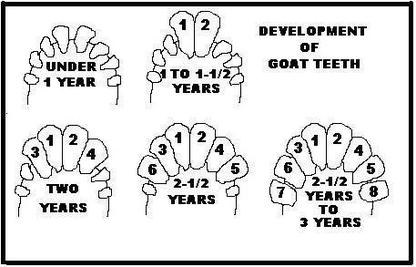 DEVELOPMENT
OF
GOAT TEETH
UNDER
1 YEAR
1 2
1 TO 1-1/2
YEARS
3 1 2 4
TWO
YEARS
6 3 1 2 4 5
2-1/2
YEARS
7 6 3 1 2 4 5 8
2-1/2
YEARS
TO
3 YEARS